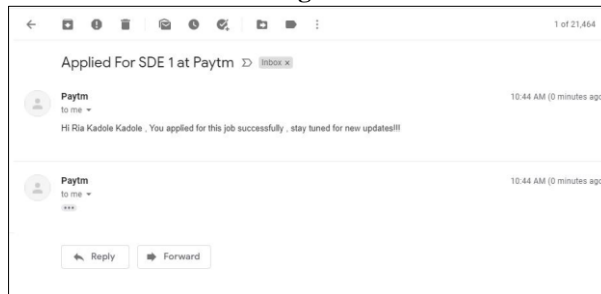 1 of 21,464
Applied For SDE 1 at Paytm Inbox x
Paytm 10:44 AM (0 minutes ago
to me
Hi Ria Kadole Kadole , You applied for this job successfully , stay tuned for new updates!!!
Paytm 10:44 AM (0 minutes ago
to me
Reply Forward